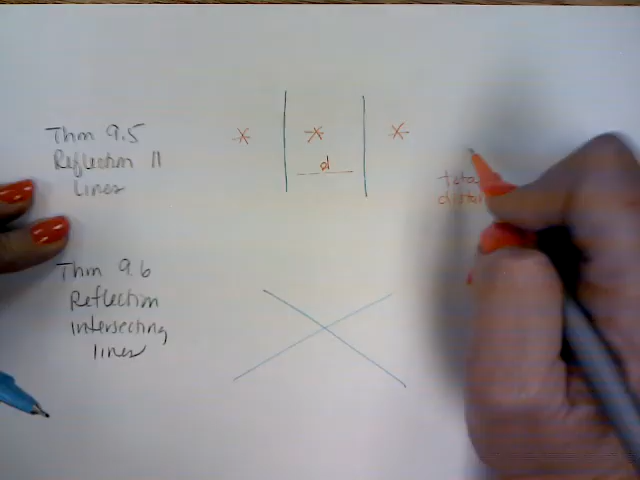 Thm 9.5
Reflection ||
lines
d
Thm 9.6
Reflection
intersecting
lines